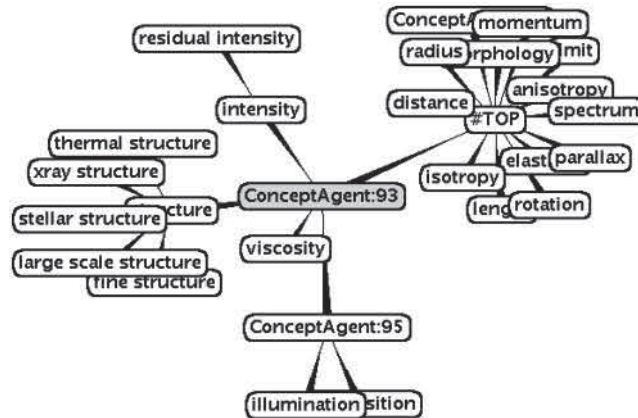 ConceptA
momentum
residual intensity
radius
orphology
mit
anisotropy
distance
intensity
#TOP
spectrum
thermal structure
elast
parallax
xray structure
isotropy
ConceptAgent:93
leng
rotation
stellar structure
ructure
viscosity
large scale structure
fine structure
ConceptAgent:95
illumination
sition